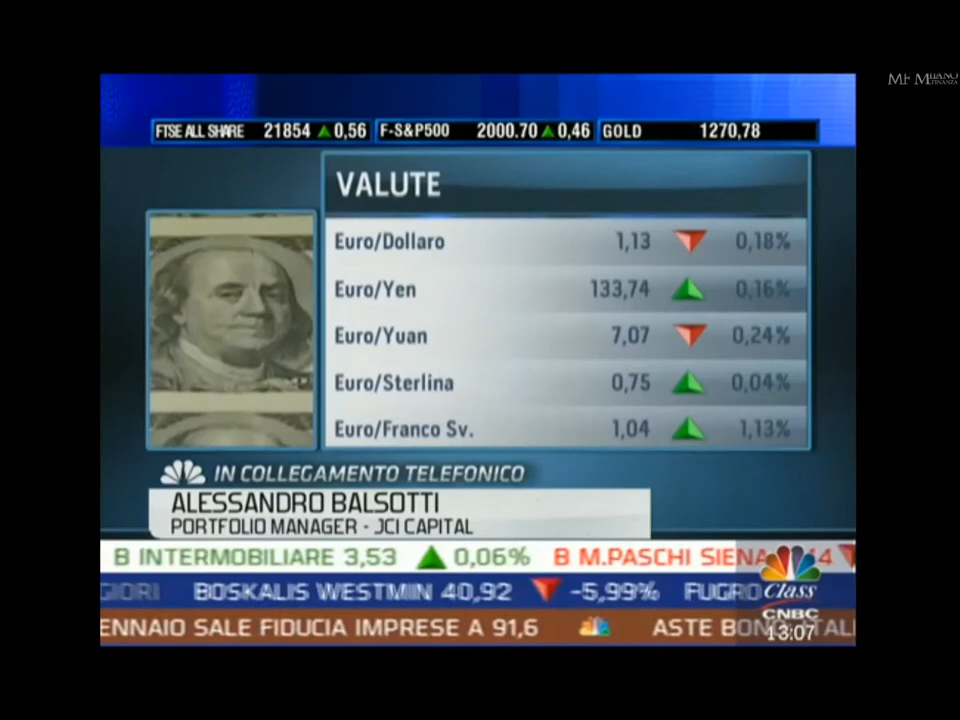 MF MILANO FINANZA
FTSE ALL SHARE 21854 0,56 F-S&P500 2000.70 0,46 GOLD 1270,78
VALUTE
Euro/Dollaro 1,13 0,18%
Euro/Yen 133,74 0,16%
Euro/Yuan 7,07 0,24%
Euro/Sterlina 0,75 0,04%
Euro/Franco Sv. 1,04 1,13%
IN COLLEGAMENTO TELEFONICO
ALESSANDRO BALSOTTI
PORTFOLIO MANAGER - JCI CAPITAL
B INTERMOBILIARE 3,53 0,06% B M.PASCHI SIENA
GIORI BOSKALIS WESTMIN 40,92 -5,99% FUGRO
Class
CNBC
ENNAIO SALE FIDUCIA IMPRESE A 91,6 ASTE
13:07